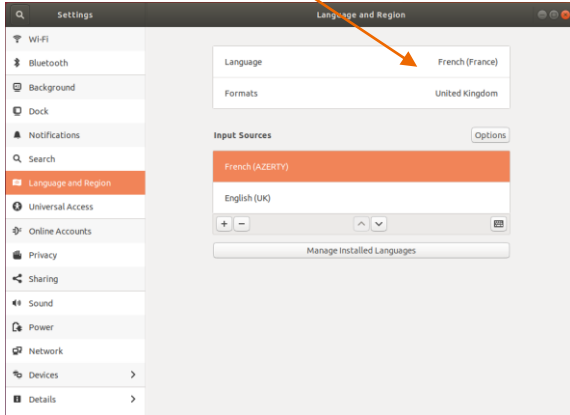 Settings
Language and Region
Wi-Fi
Bluetooth
Background
Dock
Notifications
Search
Language and Region
Universal Access
Online Accounts
Privacy
Sharing
Sound
Power
Network
Devices
Details
Language French (France)
Formats United Kingdom
Input Sources Options
French (AZERTY)
English (UK)
Manage Installed Languages